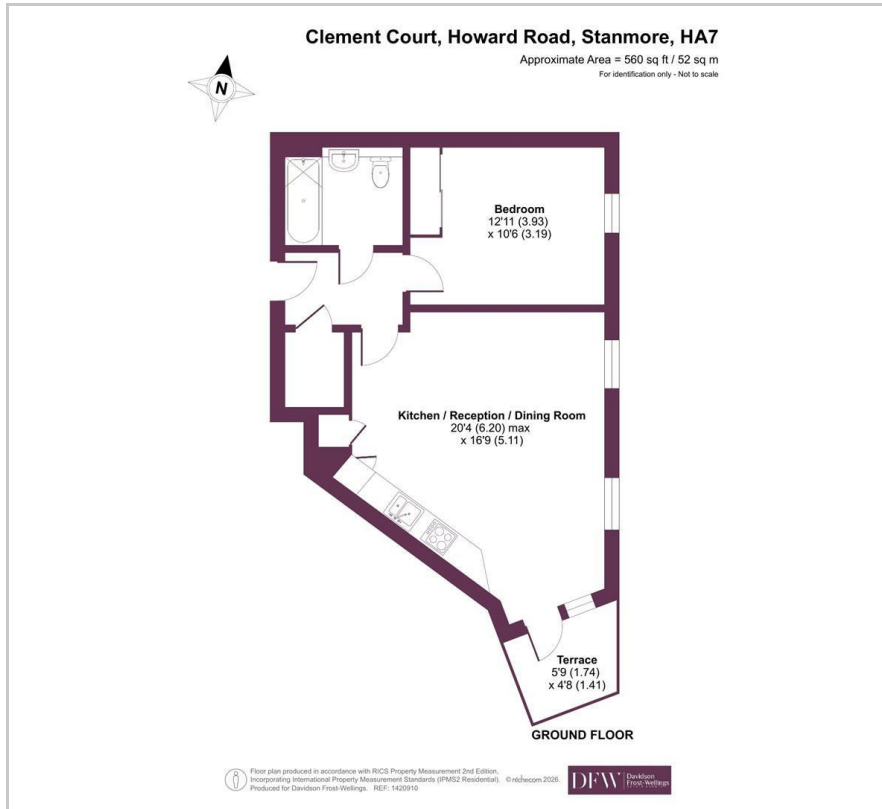 Clement Court, Howard Road, Stanmore, HA7
Approximate Area = 560 sq ft / 52 sq m
For identification only - Not to scale
N
Bedroom
12'11 (3.93)
x 10'6 (3.19)
Kitchen / Reception / Dining Room
20'4 (6.20) max
x 16'9 (5.11)
Terrace
5'9 (1.74)
x 4'8 (1.41)
GROUND FLOOR
Floor plan produced in accordance with RICS Property Measurement 2nd Edition,
Incorporating International Property Measurement Standards (IPMS2 Residential). © nichecom 2026.
Produced for Davidson Frost-Wellings. REF: 1420910
DFW
Davidson
Frost-Wellings